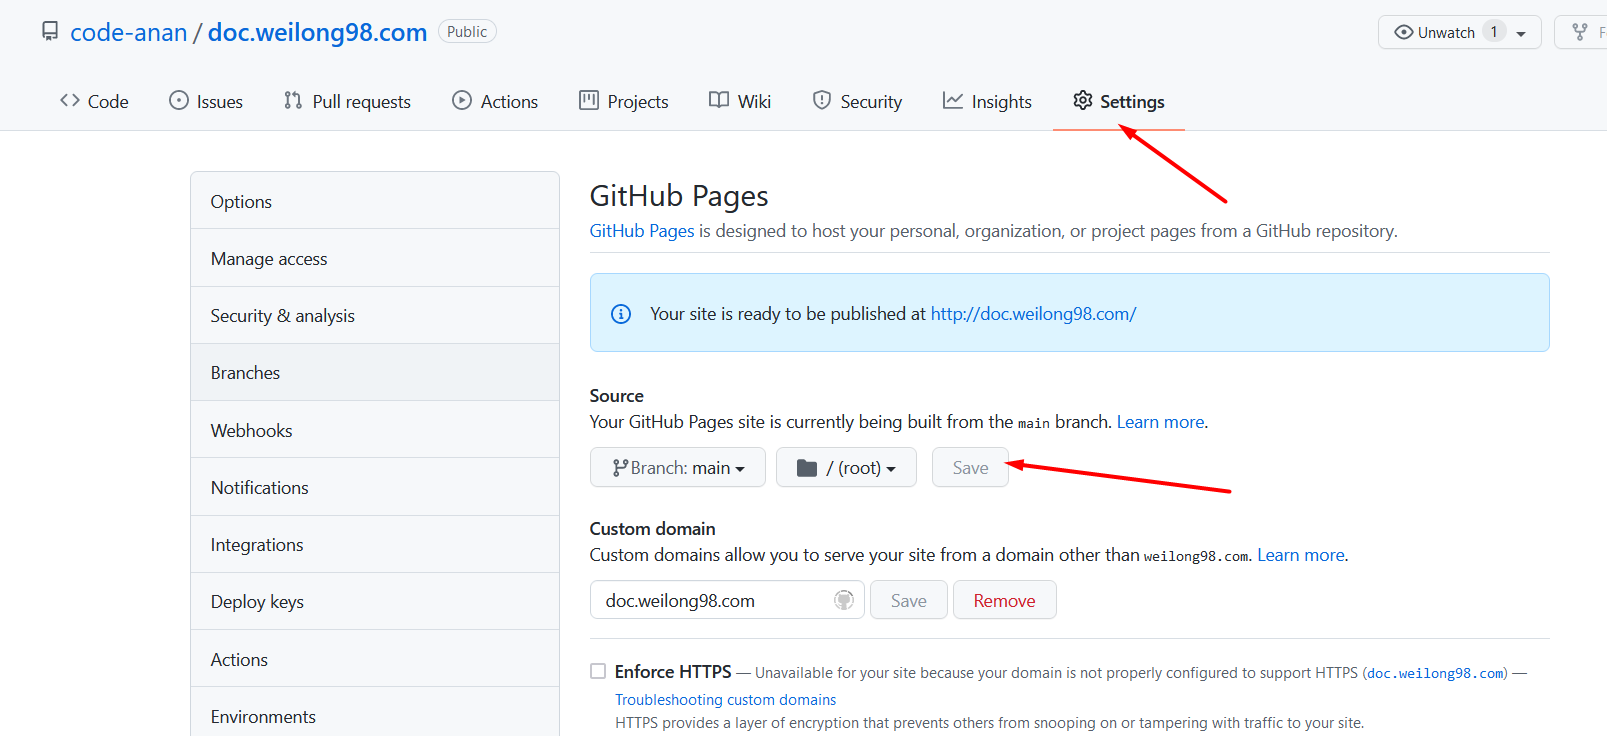 code-anan / doc.weilong98.com Public Unwatch 1
Code Issues Pull requests Actions Projects Wiki Security Insights Settings
Options
Manage access
Security & analysis
Branches
Webhooks
Notifications
Integrations
Deploy keys
Actions
Environments
GitHub Pages
GitHub Pages is designed to host your personal, organization, or project pages from a GitHub repository.
Your site is ready to be published at http://doc.weilong98.com/
Source
Your GitHub Pages site is currently being built from the main branch. Learn more.
Branch: main / (root) Save
Custom domain
Custom domains allow you to serve your site from a domain other than weilong98.com. Learn more.
doc.weilong98.com Save Remove
Enforce HTTPS — Unavailable for your site because your domain is not properly configured to support HTTPS (doc.weilong98.com) —
Troubleshooting custom domains
HTTPS provides a layer of encryption that prevents others from snooping on or tampering with traffic to your site.